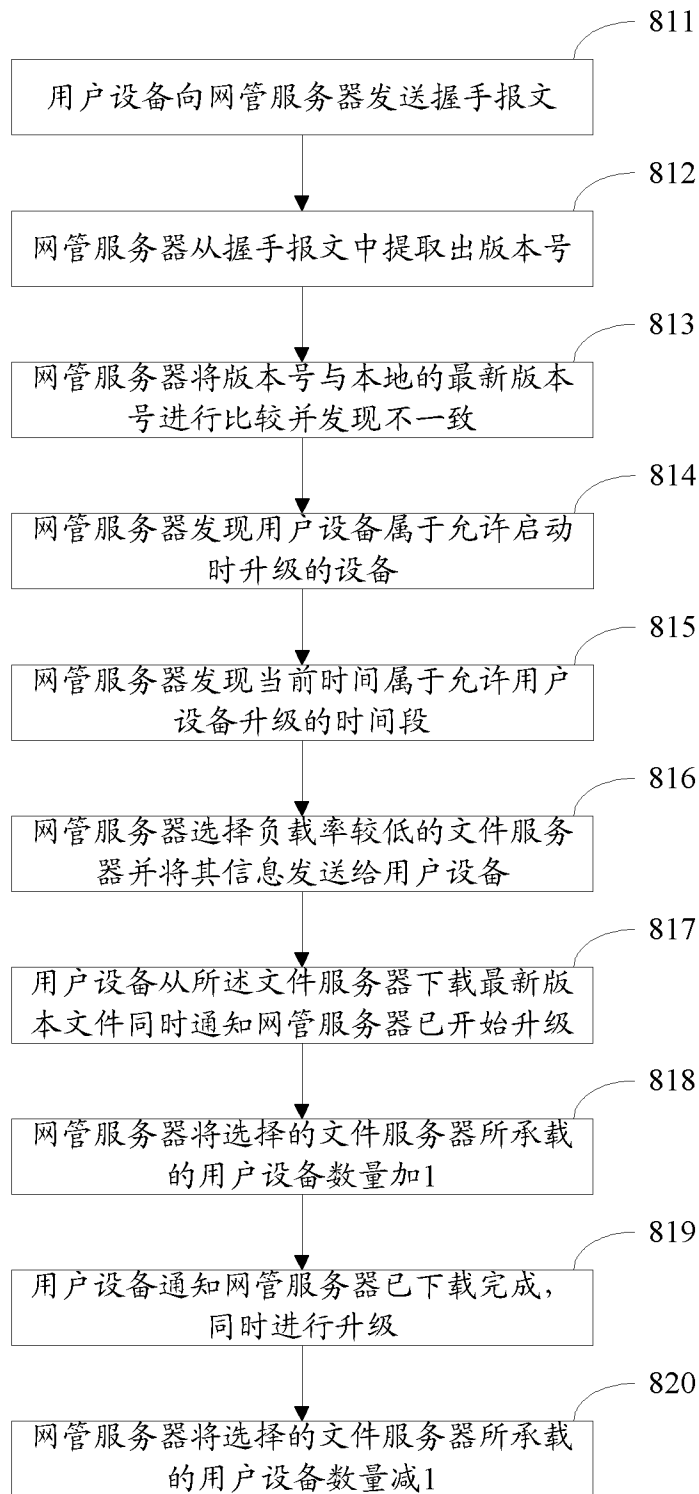 811
用户设备向网管服务器发送握手报文
812
网管服务器从握手报文中提取出版本号
813
网管服务器将版本号与本地的最新版本
号进行比较并发现不一致
814
网管服务器发现用户设备属于允许启动
时升级的设备
815
网管服务器发现当前时间属于允许用户
设备升级的时间段
816
网管服务器选择负载率较低的文件服务
器并将其信息发送给用户设备
817
用户设备从所述文件服务器下载最新版
本文件同时通知网管服务器已开始升级
818
网管服务器将选择的文件服务器所承载
的用户设备数量加1
819
用户设备通知网管服务器已下载完成，
同时进行升级
820
网管服务器将选择的文件服务器所承载
的用户设备数量减1